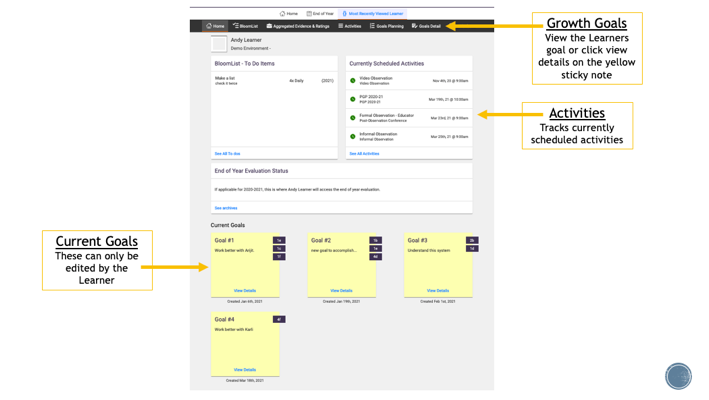 Home
End of Year
Most Recently Viewed Learner
Home
BloomList
Aggregated Evidence & Ratings
Activities
Goals Planning
Goals Detail
Growth Goals
View the Learners
goal or click view
details on the yellow
sticky note
Andy Learner
Demo Environment -
BloomList - To Do Items
Make a list
check it twice
4x Daily
(2021)
See All To dos
Currently Scheduled Activities
Video Observation
Video Observation
Nov 4th, 20 @ 9:00am
PGP 2020-21
PGP 2020-21
Mar 19th, 21 @ 10:00am
Formal Observation - Educator
Post-Observation Conference
Mar 23rd, 21 @ 9:00am
Informal Observation
Informal Observation
Mar 25th, 21 @ 9:00am
See All Activities
Activities
Tracks currently
scheduled activities
End of Year Evaluation Status
If applicable for 2020-2021, this is where Andy Learner will access the end of year evaluation.
See archives
Current Goals
Current Goals
These can only be
edited by the
Learner
Goal #1
1a
Work better with Arijit
1c
1f
View Details
Created Jan 6th, 2021
Goal #2
1b
new goal to accomplish...
1e
4d
View Details
Created Jan 19th, 2021
Goal #3
2b
Understand this system
1d
View Details
Created Feb 1st, 2021
Goal #4
4f
Work better with Karli
View Details
Created Mar 18th, 2021